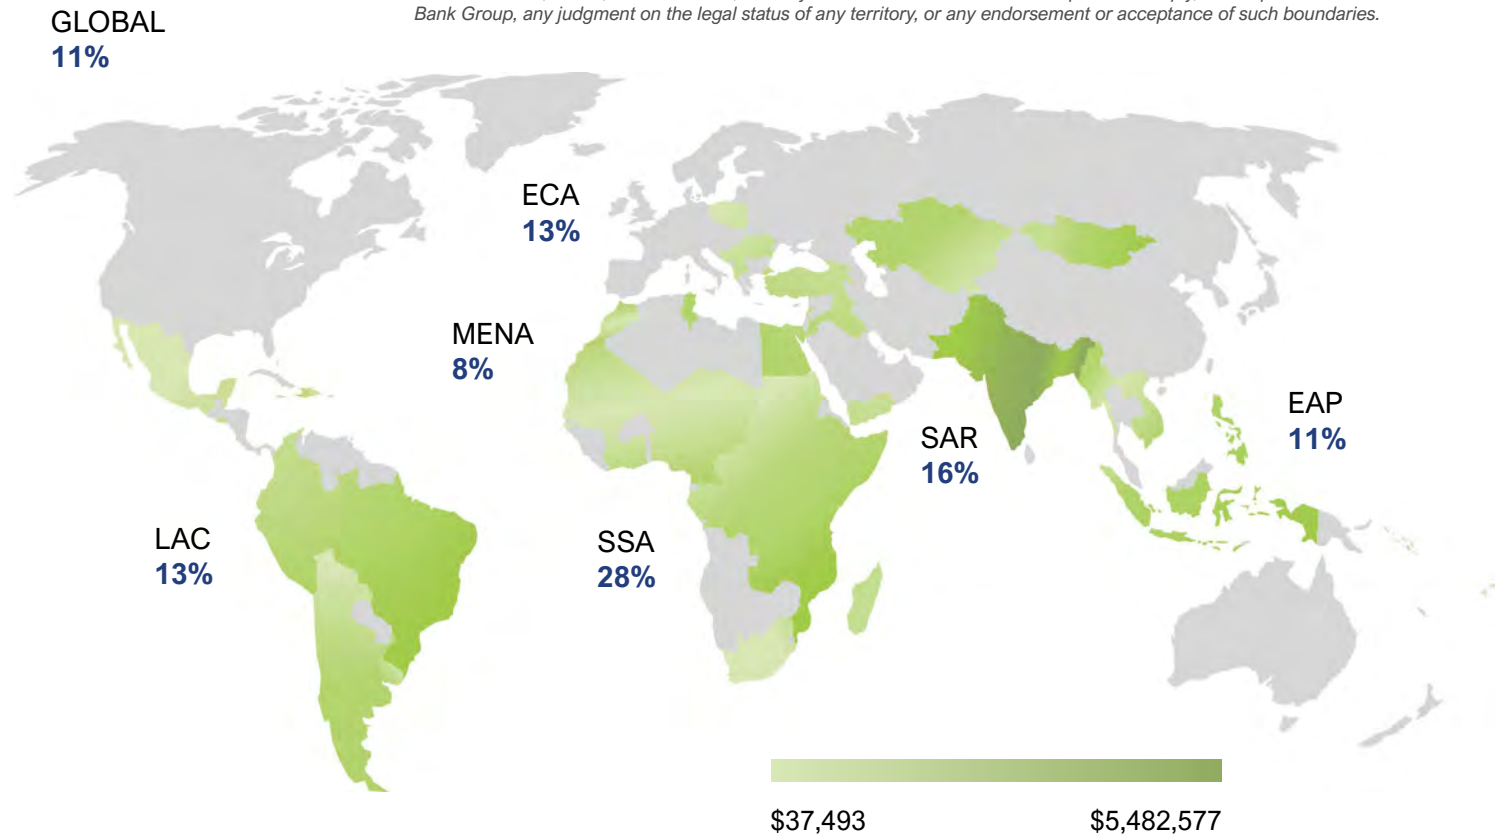 GLOBAL
11%
Bank Group, any judgment on the legal status of any territory, or any endorsement or acceptance of such boundaries.
ECA
13%
MENA
8%
EAP
11%
SAR
16%
LAC
13%
SSA
28%
$37,493
$5,482,577